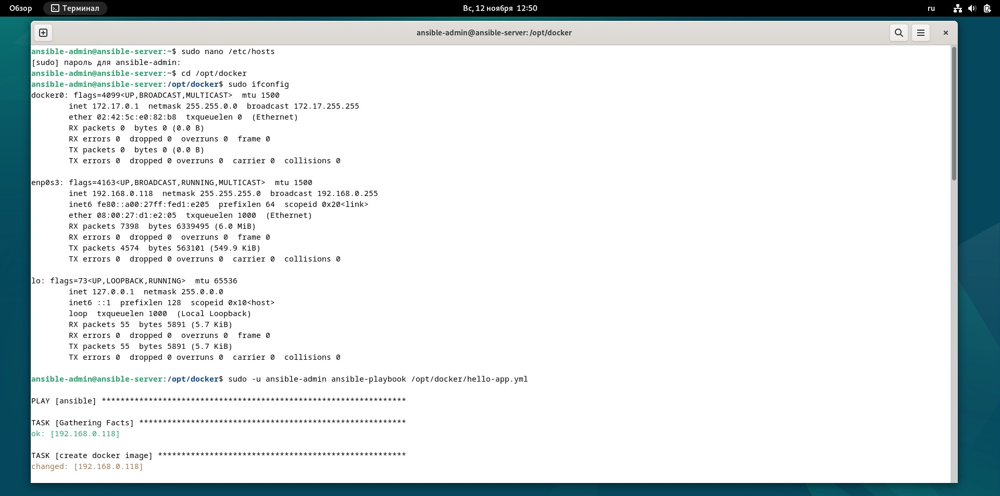 Обзор
Терминал
Вс, 12 ноября 12:50
ru
ansible-admin@ansible-server: /opt/docker
ansible-admin@ansible-server:~$ sudo nano /etc/hosts
[sudo] пароль для ansible-admin:
ansible-admin@ansible-server:~$ cd /opt/docker
ansible-admin@ansible-server:/opt/docker$ sudo ifconfig
docker0: flags=4099<UP,BROADCAST,MULTICAST>  mtu 1500
        inet 172.17.0.1  netmask 255.255.0.0  broadcast 172.17.255.255
        ether 02:42:5c:e0:82:b8  txqueuelen 0  (Ethernet)
        RX packets 0  bytes 0 (0.0 B)
        RX errors 0  dropped 0  overruns 0  frame 0
        TX packets 0  bytes 0 (0.0 B)
        TX errors 0  dropped 0 overruns 0  carrier 0  collisions 0

enp0s3: flags=4163<UP,BROADCAST,RUNNING,MULTICAST>  mtu 1500
        inet 192.168.0.118  netmask 255.255.255.0  broadcast 192.168.0.255
        inet6 fe80::a00:27ff:fed1:e205  prefixlen 64  scopeid 0x20<link>
        ether 08:00:27:d1:e2:05  txqueuelen 1000  (Ethernet)
        RX packets 7398  bytes 6339495 (6.0 MiB)
        RX errors 0  dropped 0  overruns 0  frame 0
        TX packets 4574  bytes 563101 (549.9 KiB)
        TX errors 0  dropped 0 overruns 0  carrier 0  collisions 0

lo: flags=73<UP,LOOPBACK,RUNNING>  mtu 65536
        inet 127.0.0.1  netmask 255.0.0.0
        inet6 ::1  prefixlen 128  scopeid 0x10<host>
        loop  txqueuelen 1000  (Local Loopback)
        RX packets 55  bytes 5891 (5.7 KiB)
        RX errors 0  dropped 0  overruns 0  frame 0
        TX packets 55  bytes 5891 (5.7 KiB)
        TX errors 0  dropped 0 overruns 0  carrier 0  collisions 0

ansible-admin@ansible-server:/opt/docker$ sudo -u ansible-admin ansible-playbook /opt/docker/hello-app.yml

PLAY [ansible] *****************************************************************

TASK [Gathering Facts] *********************************************************
ok: [192.168.0.118]

TASK [create docker image] *****************************************************
changed: [192.168.0.118]